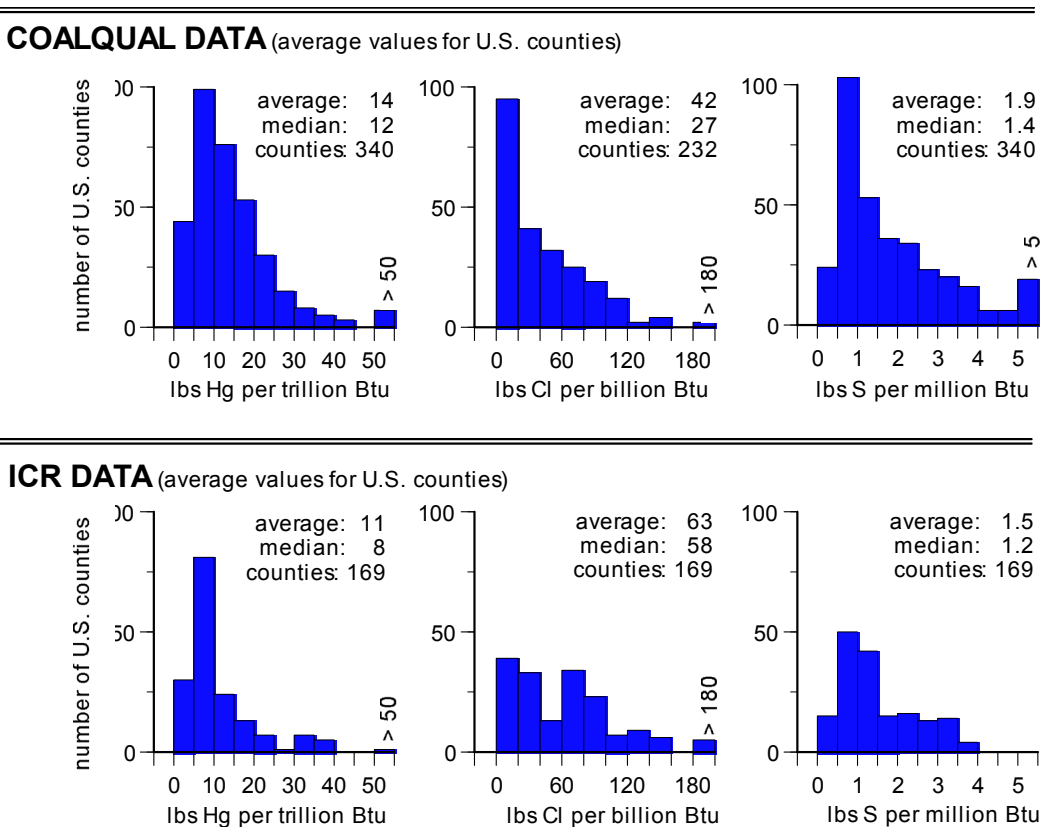 COALQUAL DATA (average values for U.S. counties)
number of U.S. counties
00
50
0
average: 14
median: 12
counties: 340
> 50
0 10 20 30 40 50
lbs Hg per trillion Btu
100
50
0
average: 42
median: 27
counties: 232
> 180
0 60 120 180
lbs Cl per billion Btu
100
50
0
average: 1.9
median: 1.4
counties: 340
> 5
0 1 2 3 4 5
lbs S per million Btu
ICR DATA (average values for U.S. counties)
number of U.S. counties
00
50
0
average: 11
median: 8
counties: 169
> 50
0 10 20 30 40 50
lbs Hg per trillion Btu
100
50
0
average: 63
median: 58
counties: 169
> 180
0 60 120 180
lbs Cl per billion Btu
100
50
0
average: 1.5
median: 1.2
counties: 169
0 1 2 3 4 5
lbs S per million Btu